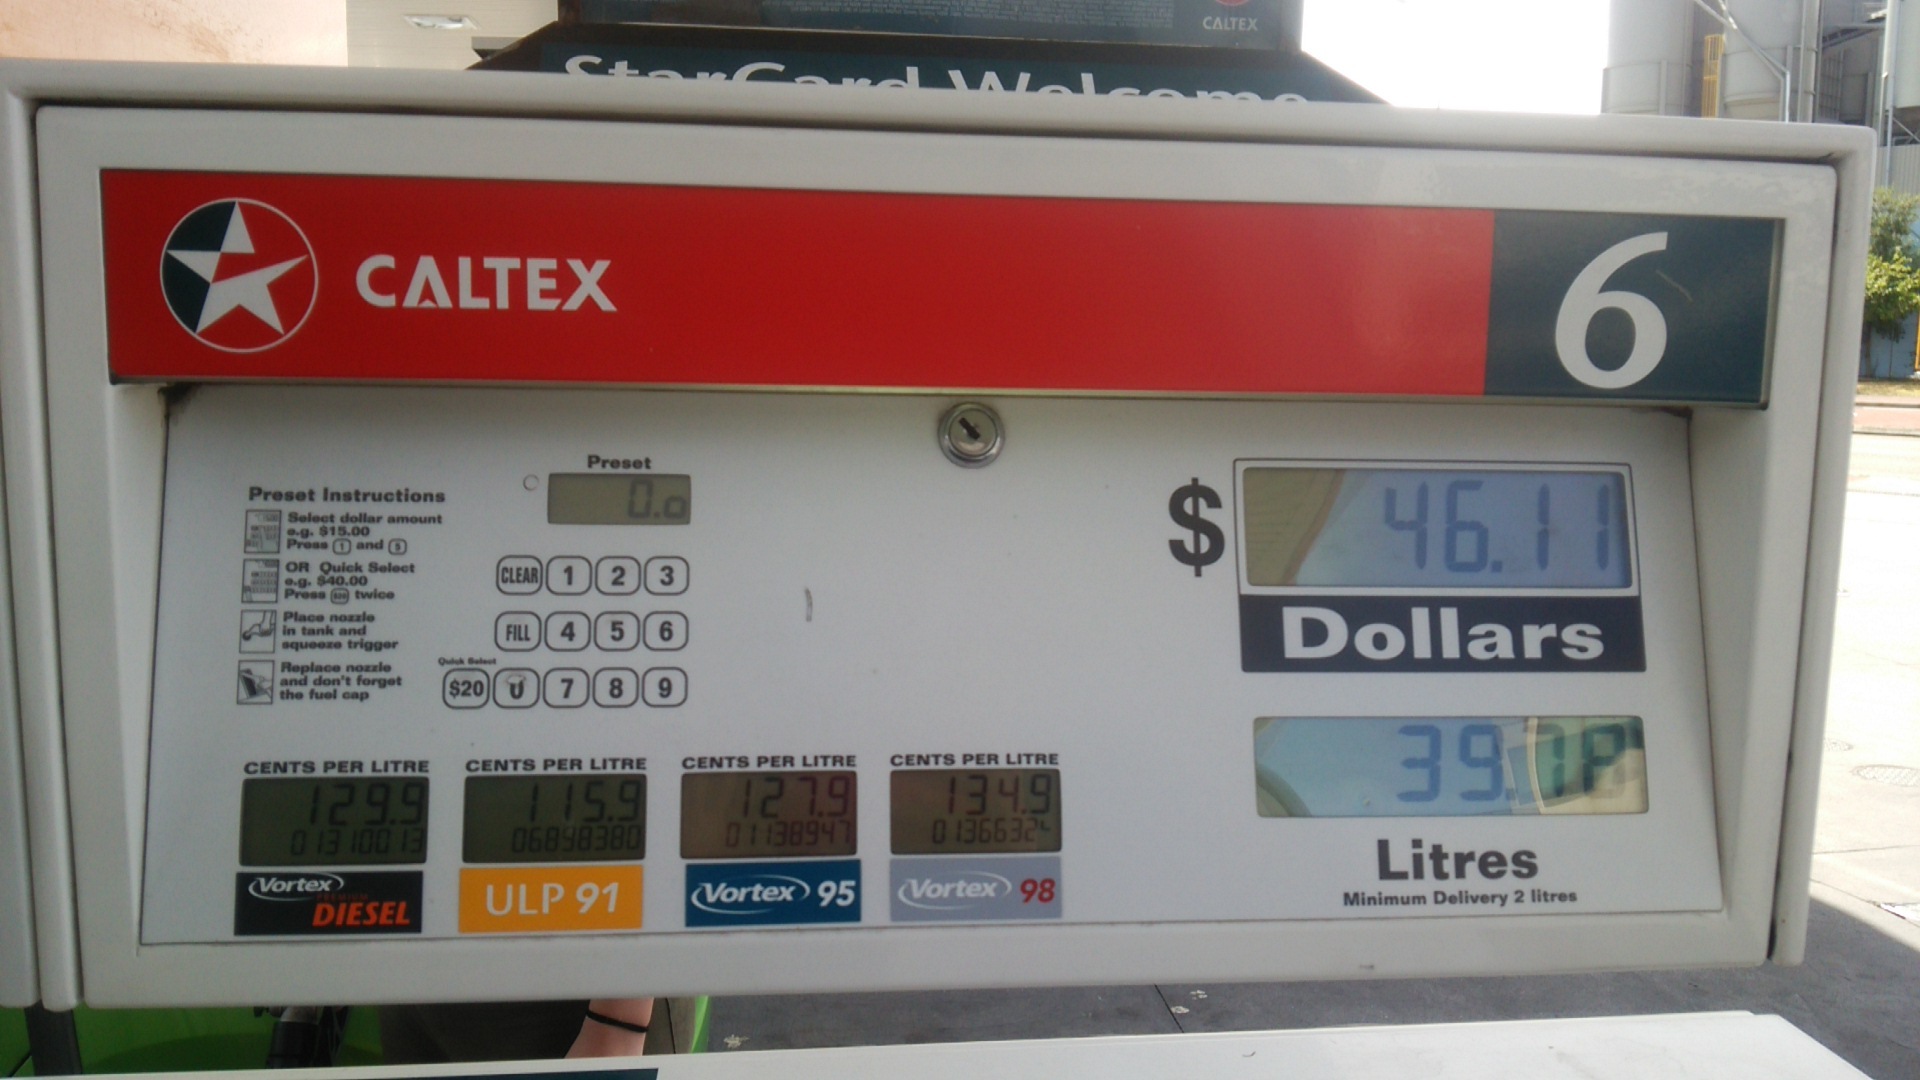 CALTEX
StarCard Welcome
CALTEX
6
Preset
0.0
Preset Instructions
Select dollar amount
e.g. $15.00
Press 1 and 5
OR Quick Select
e.g. $40.00
Press $20 twice
Place nozzle
in tank and
squeeze trigger
Replace nozzle
and don't forget
the fuel cap
CLEAR 1 2 3
FILL 4 5 6
Quick Select
$20 0 7 8 9
$ 46.11
Dollars
39.78
Litres
Minimum Delivery 2 litres
CENTS PER LITRE
129.9
01310013
Vortex
PREMIUM
DIESEL
CENTS PER LITRE
115.9
06898380
ULP 91
CENTS PER LITRE
127.9
01138947
Vortex 95
CENTS PER LITRE
134.9
Vortex 98